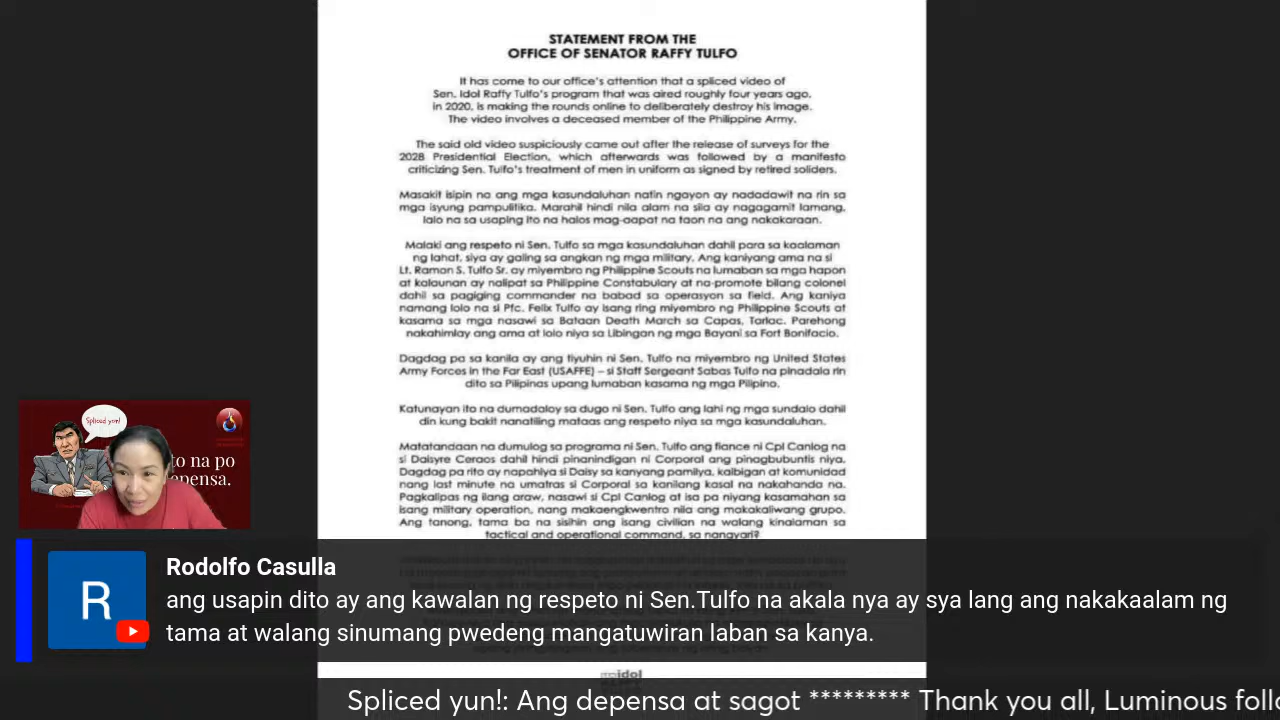 STATEMENT FROM THE
OFFICE OF SENATOR RAFFY TULFO
It has come to our office's attention that a spliced video of
Sen. Idol Raffy Tulfo's program that was aired roughly four years ago,
in 2020, is making the rounds online to deliberately destroy his image.
The video involves a deceased member of the Philippine Army.
The said old video suspiciously came out after the release of surveys for the
2028 Presidential Election, which afterwards was followed by a manifesto
criticizing Sen. Tulfo's treatment of men in uniform as signed by retired soliders.
Masakit isipin na ang mga kasundaluhan natin ngayon ay nadadawit na rin sa
mga isyung pampulitika. Marahil hindi nila alam na sila ay nagagamit lamang,
lalo na sa usaping ito na halos mag-aapat na taon na ang nakakaraan.
Malaki ang respeto ni Sen. Tulfo sa mga kasundaluhan dahil para sa kaalaman
ng lahat, siya ay galing sa angkan ng mga military. Ang kaniyang ama na si
Lt. Ramon S. Tulfo Sr. ay miyembro ng Philippine Scouts na lumaban sa mga hapon
at kalaunan ay nalipat sa Philippine Constabulary at na-promote bilang colonel
dahil sa pagiging commander na babad sa operasyon sa field. Ang kaniya
namang lolo na si Pfc. Felix Tulfo ay isang ring miyembro ng Philippine Scouts at
kasama sa mga nasawi sa Bataan Death March sa Capas, Tarlac. Parehong
nakahimlay ang ama at lolo niya sa Libingan ng mga Bayani sa Fort Bonifacio.
Dagdag pa sa kanila ay ang tiyuhin ni Sen. Tulfo na miyembro ng United States
Army Forces in the Far East (USAFFE) – si Staff Sergeant Sabas Tulfo na pinadala rin
dito sa Pilipinas upang lumaban kasama ng mga Pilipino.
Katunayan ito na dumadaloy sa dugo ni Sen. Tulfo ang lahi ng mga sundalo dahil
din kung bakit nanatiling mataas ang respeto niya sa mga kasundaluhan.
Matatandaan na dumulog sa programa ni Sen. Tulfo ang fiance ni Cpl Canlog na
si Daisyre Ceraos dahil hindi pinanindigan ni Corporal ang pinagbubuntis niya.
Dagdag pa rito ay napahiya si Daisy sa kanyang pamilya, kaibigan at komunidad
nang last minute na umatras si Corporal sa kanilang kasal na nakahanda na.
Pagkalipas ng ilang araw, nasawi si Cpl Canlog at isa pa niyang kasamahan sa
isang military operation, nang makaengkwentro nila ang makakaliwang grupo.
Ang tanong, tama ba na sisihin ang isang civilian na walang kinalaman sa
tactical and operational command, sa nangyari?
Spliced yun!
to na po
depensa.
R
Rodolfo Casulla
ang usapin dito ay ang kawalan ng respeto ni Sen.Tulfo na akala nya ay sya lang ang nakakaalam ng
tama at walang sinumang pwedeng mangatuwiran laban sa kanya.
idol
Spliced yun!: Ang depensa at sagot ********* Thank you all, Luminous follo